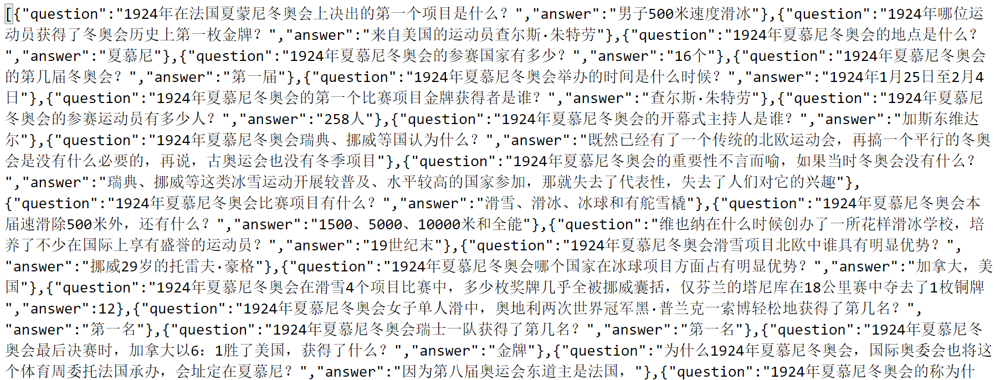 [{"question":"1924年在法国夏蒙尼冬奥会上决出的第一个项目是什么？","answer":"男子500米速度滑冰"},{"question":"1924年哪位运
动员获得了冬奥会历史上第一枚金牌？","answer":"来自美国的运动员查尔斯·朱特劳"},{"question":"1924年夏慕尼冬奥会的地点是什么？
","answer":"夏慕尼"},{"question":"1924年夏慕尼冬奥会的参赛国家有多少？","answer":"16个"},{"question":"1924年夏慕尼冬奥会
的第几届冬奥会？","answer":"第一届"},{"question":"1924年夏慕尼冬奥会举办的时间是什么时候？","answer":"1924年1月25日至2月4
日"},{"question":"1924年夏慕尼冬奥会的第一个比赛项目金牌获得者是谁？","answer":"查尔斯·朱特劳"},{"question":"1924年夏慕尼
冬奥会的参赛运动员有多少人？","answer":"258人"},{"question":"1924年夏慕尼冬奥会的开幕式主持人是谁？","answer":"加斯东维达
尔"},{"question":"1924年夏慕尼冬奥会瑞典、挪威等国认为什么？","answer":"既然已经有了一个传统的北欧运动会，再搞一个平行的冬奥
会是没有什么必要的，再说，古奥运会也没有冬季项目"},{"question":"1924年夏慕尼冬奥会的重要性不言而喻，如果当时冬奥会没有什么？
","answer":"瑞典、挪威等这类冰雪运动开展较普及、水平较高的国家参加，那就失去了代表性，失去了人们对它的兴趣"},
{"question":"1924年夏慕尼冬奥会比赛项目有什么？","answer":"滑雪、滑冰、冰球和有舵雪橇"},{"question":"1924年夏慕尼冬奥会本
届速滑除500米外，还有什么？","answer":"1500、5000、10000米和全能"},{"question":"维也纳在什么时候创办了一所花样滑冰学校，培
养了不少在国际上享有盛誉的运动员？","answer":"19世纪末"},{"question":"1924年夏慕尼冬奥会滑雪项目北欧中谁具有明显优势？",
"answer":"挪威29岁的托雷夫·豪格"},{"question":"1924年夏慕尼冬奥会哪个国家在冰球项目方面占有明显优势？","answer":"加拿大，美
国"},{"question":"1924年夏慕尼冬奥会在滑雪4个项目比赛中，多少枚奖牌几乎全被挪威囊括，仅芬兰的塔尼库在18公里赛中夺去了1枚铜牌
","answer":12},{"question":"1924年夏慕尼冬奥会女子单人滑中，奥地利两次世界冠军黑·普兰克一索博轻松地获得了第几名？",
"answer":"第一名"},{"question":"1924年夏慕尼冬奥会瑞士一队获得了第几名？","answer":"第一名"},{"question":"1924年夏慕尼冬
奥会最后决赛时，加拿大以6：1胜了美国，获得了什么？","answer":"金牌"},{"question":"为什么1924年夏慕尼冬奥会，国际奥委会也将这
个体育周委托法国承办，会址定在夏慕尼？","answer":"因为第八届奥运会东道主是法国，"},{"question":"1924年夏慕尼冬奥会的称为什